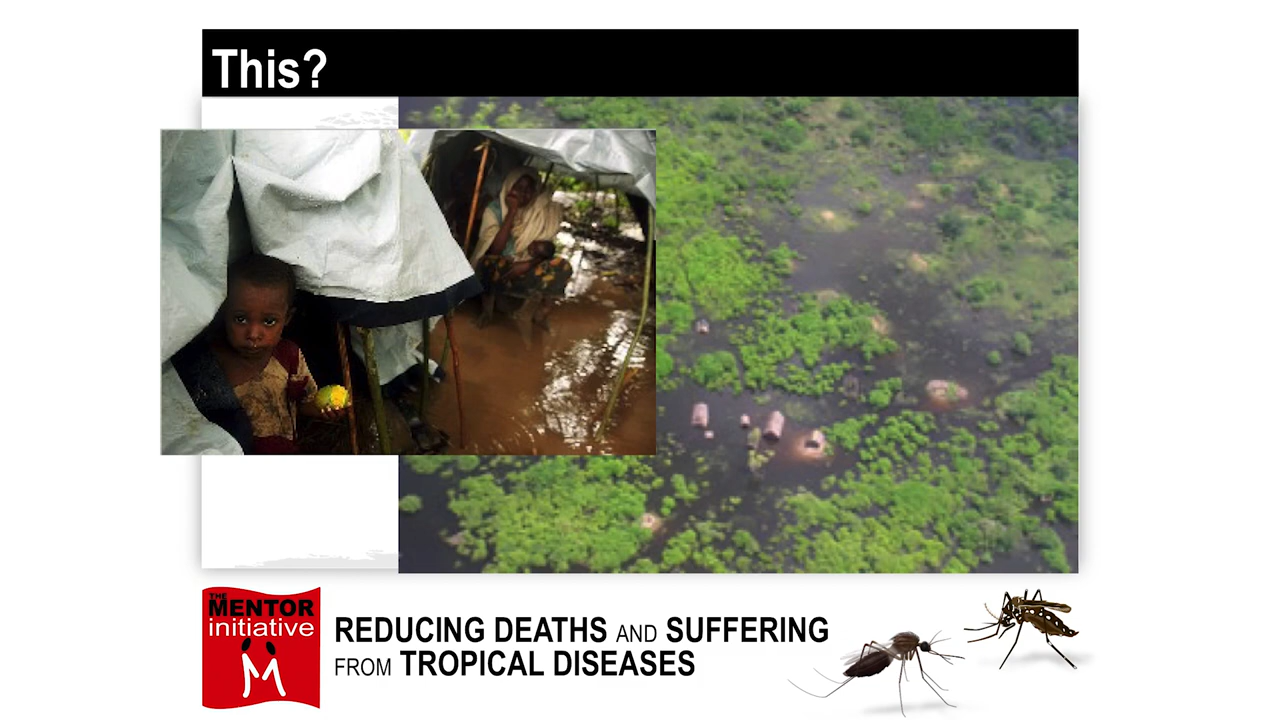 This?
THE
MENTOR
initiative
REDUCING DEATHS AND SUFFERING
FROM TROPICAL DISEASES